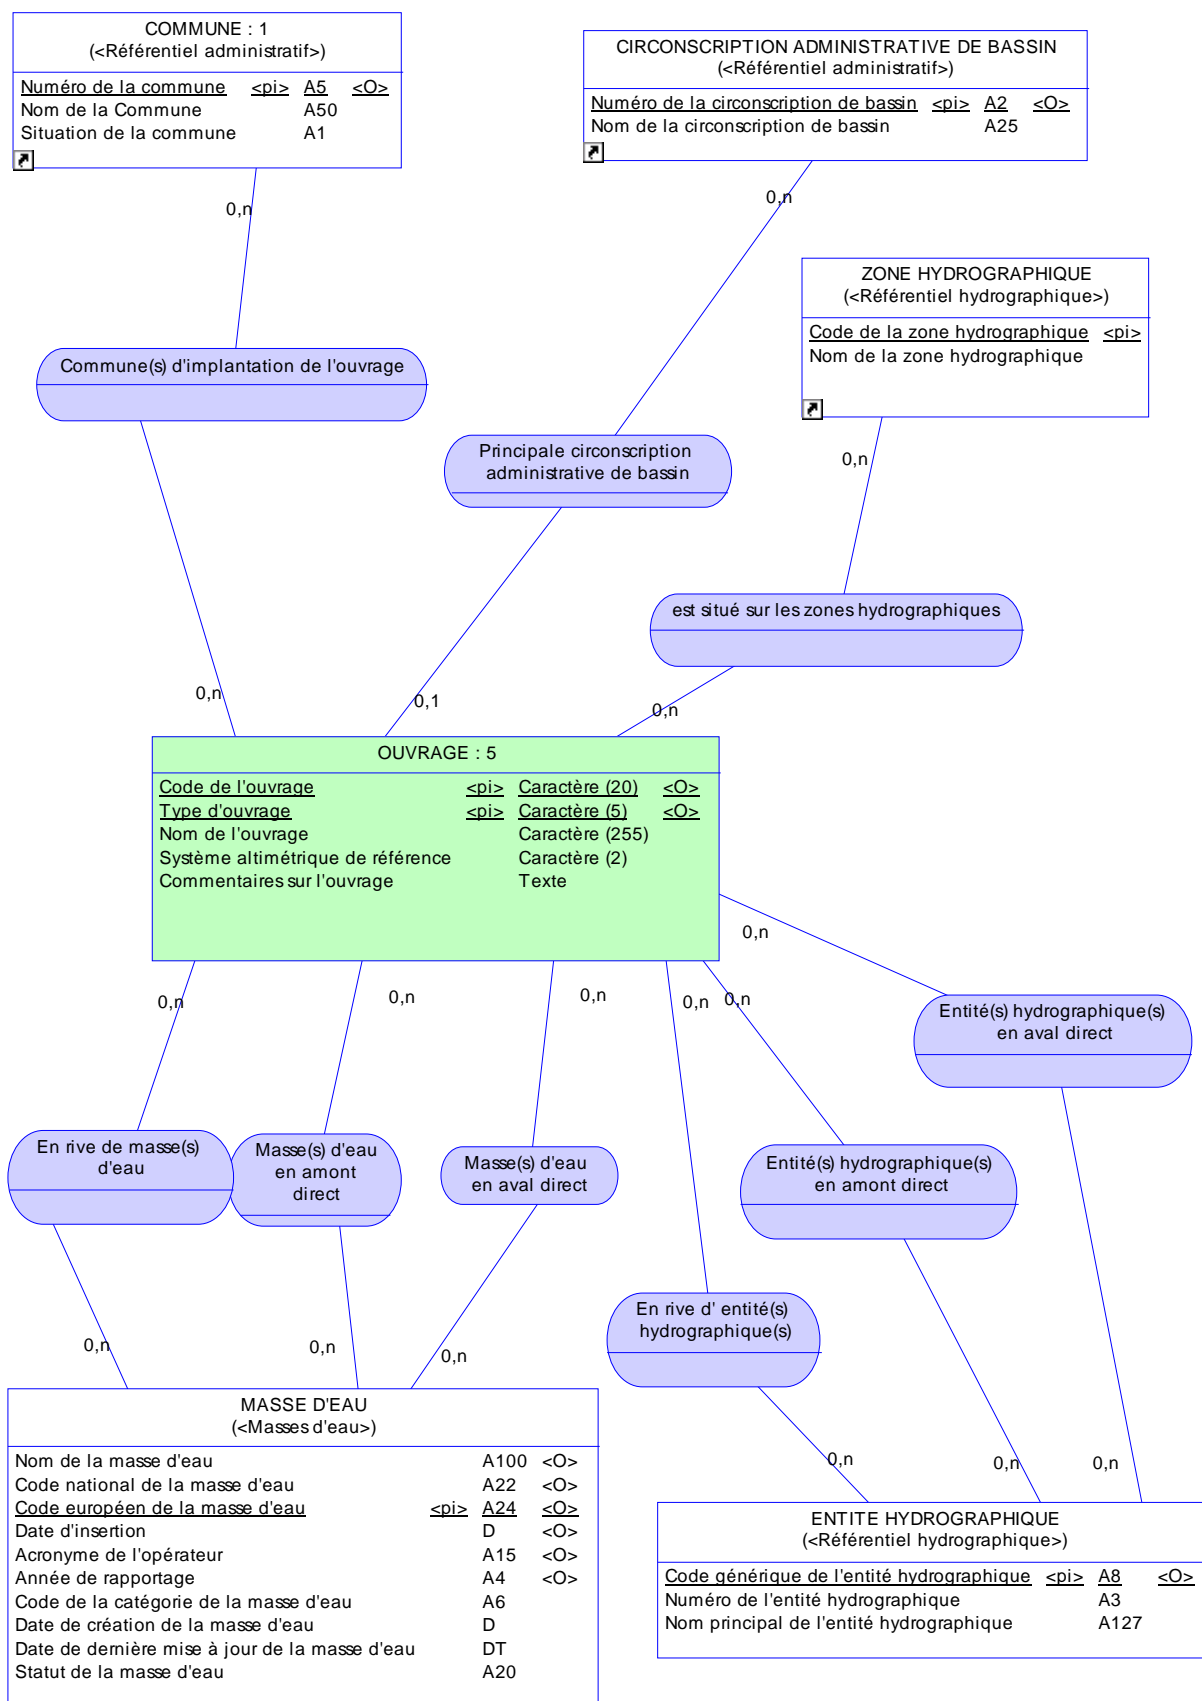 COMMUNE : 1
(<Référentiel administratif>)
Numéro de la commune <pi> A5 <O>
Nom de la Commune A50
Situation de la commune A1
CIRCONSCRIPTION ADMINISTRATIVE DE BASSIN
(<Référentiel administratif>)
Numéro de la circonscription de bassin <pi> A2 <O>
Nom de la circonscription de bassin A25
0,n
0,n
ZONE HYDROGRAPHIQUE
(<Référentiel hydrographique>)
Code de la zone hydrographique <pi>
Nom de la zone hydrographique
Commune(s) d'implantation de l'ouvrage
Principale circonscription
administrative de bassin
0,n
est situé sur les zones hydrographiques
0,n
0,1
0,n
OUVRAGE : 5
Code de l'ouvrage <pi> Caractère (20) <O>
Type d'ouvrage <pi> Caractère (5) <O>
Nom de l'ouvrage Caractère (255)
Système altimétrique de référence Caractère (2)
Commentaires sur l'ouvrage Texte
0,n
0,n
0,n
0,n
0,n
0,n
Entité(s) hydrographique(s)
en aval direct
En rive de masse(s)
d'eau
Masse(s) d'eau
en amont
direct
Masse(s) d'eau
en aval direct
Entité(s) hydrographique(s)
en amont direct
En rive d' entité(s)
hydrographique(s)
0,n
0,n
0,n
MASSE D'EAU
(<Masses d'eau>)
Nom de la masse d'eau A100 <O>
Code national de la masse d'eau A22 <O>
Code européen de la masse d'eau <pi> A24 <O>
Date d'insertion D <O>
Acronyme de l'opérateur A15 <O>
Année de rapportage A4 <O>
Code de la catégorie de la masse d'eau A6
Date de création de la masse d'eau D
Date de dernière mise à jour de la masse d'eau DT
Statut de la masse d'eau A20
0,n
0,n
0,n
ENTITE HYDROGRAPHIQUE
(<Référentiel hydrographique>)
Code générique de l'entité hydrographique <pi> A8 <O>
Numéro de l'entité hydrographique A3
Nom principal de l'entité hydrographique A127